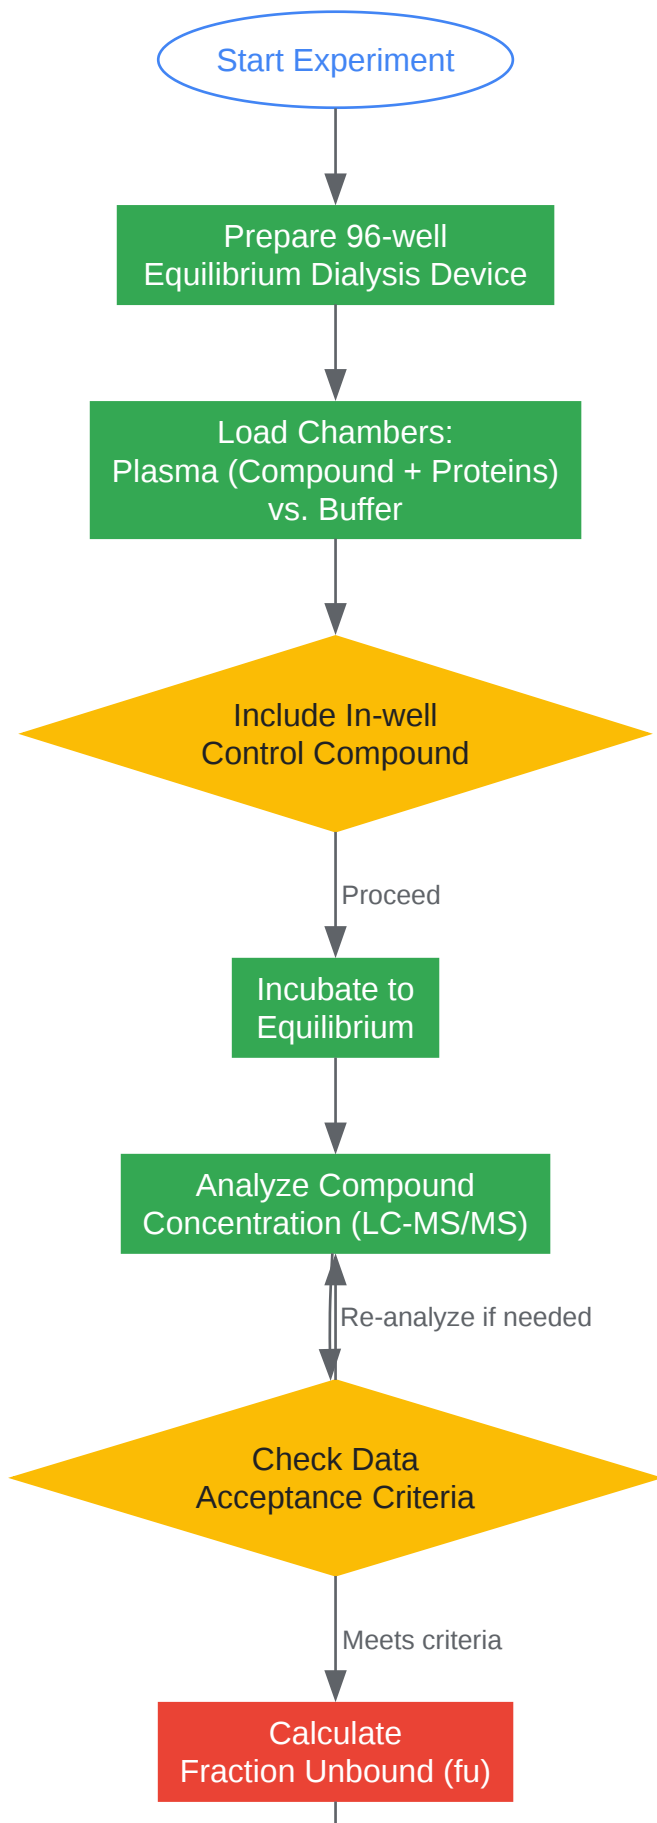 Start Experiment
Prepare 96-well
Equilibrium Dialysis Device
Load Chambers:
Plasma (Compound + Proteins)
vs. Buffer
Include In-well
Control Compound
Proceed
Incubate to
Equilibrium
Analyze Compound
Concentration (LC-MS/MS)
Re-analyze if needed
Check Data
Acceptance Criteria
Meets criteria
Calculate
Fraction Unbound (fu)